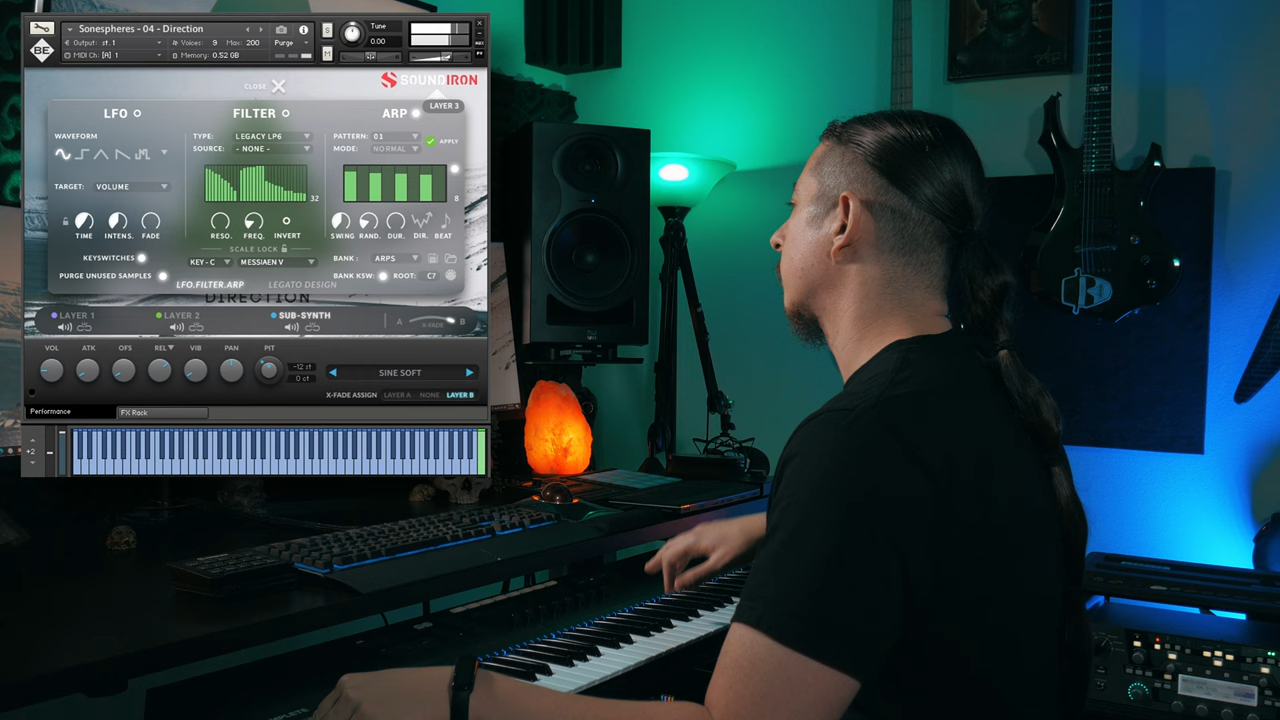 Sonespheres - 04 - Direction
Output: st. 1
Voices: 9 Max: 200
Purge
MIDI Ch: [A] 1
Memory: 0.52 GB
S
M
Tune
0.00
BE
CLOSE
SOUNDIRON
LAYER 3
LFO
FILTER
ARP
WAVEFORM
TYPE: LEGACY LP6
SOURCE: - NONE -
PATTERN: 01
MODE: NORMAL
APPLY
TARGET: VOLUME
32
8
TIME INTENS. FADE
RESO. FREQ. INVERT
SWING RAND. DUR. DIR. BEAT
SCALE LOCK
KEYSWITCHES
KEY - C MESSIAEN V
BANK : ARPS
PURGE UNUSED SAMPLES
BANK KSW: ROOT: C7
LFO.FILTER.ARP LEGATO DESIGN
DIRECTION
LAYER 1 LAYER 2 SUB-SYNTH
A X-FADE B
VOL ATK OFS REL VIB PAN PIT
-12 st
0 ct
SINE SOFT
X-FADE ASSIGN LAYER A NONE LAYER B
Performance FX Rack
+2